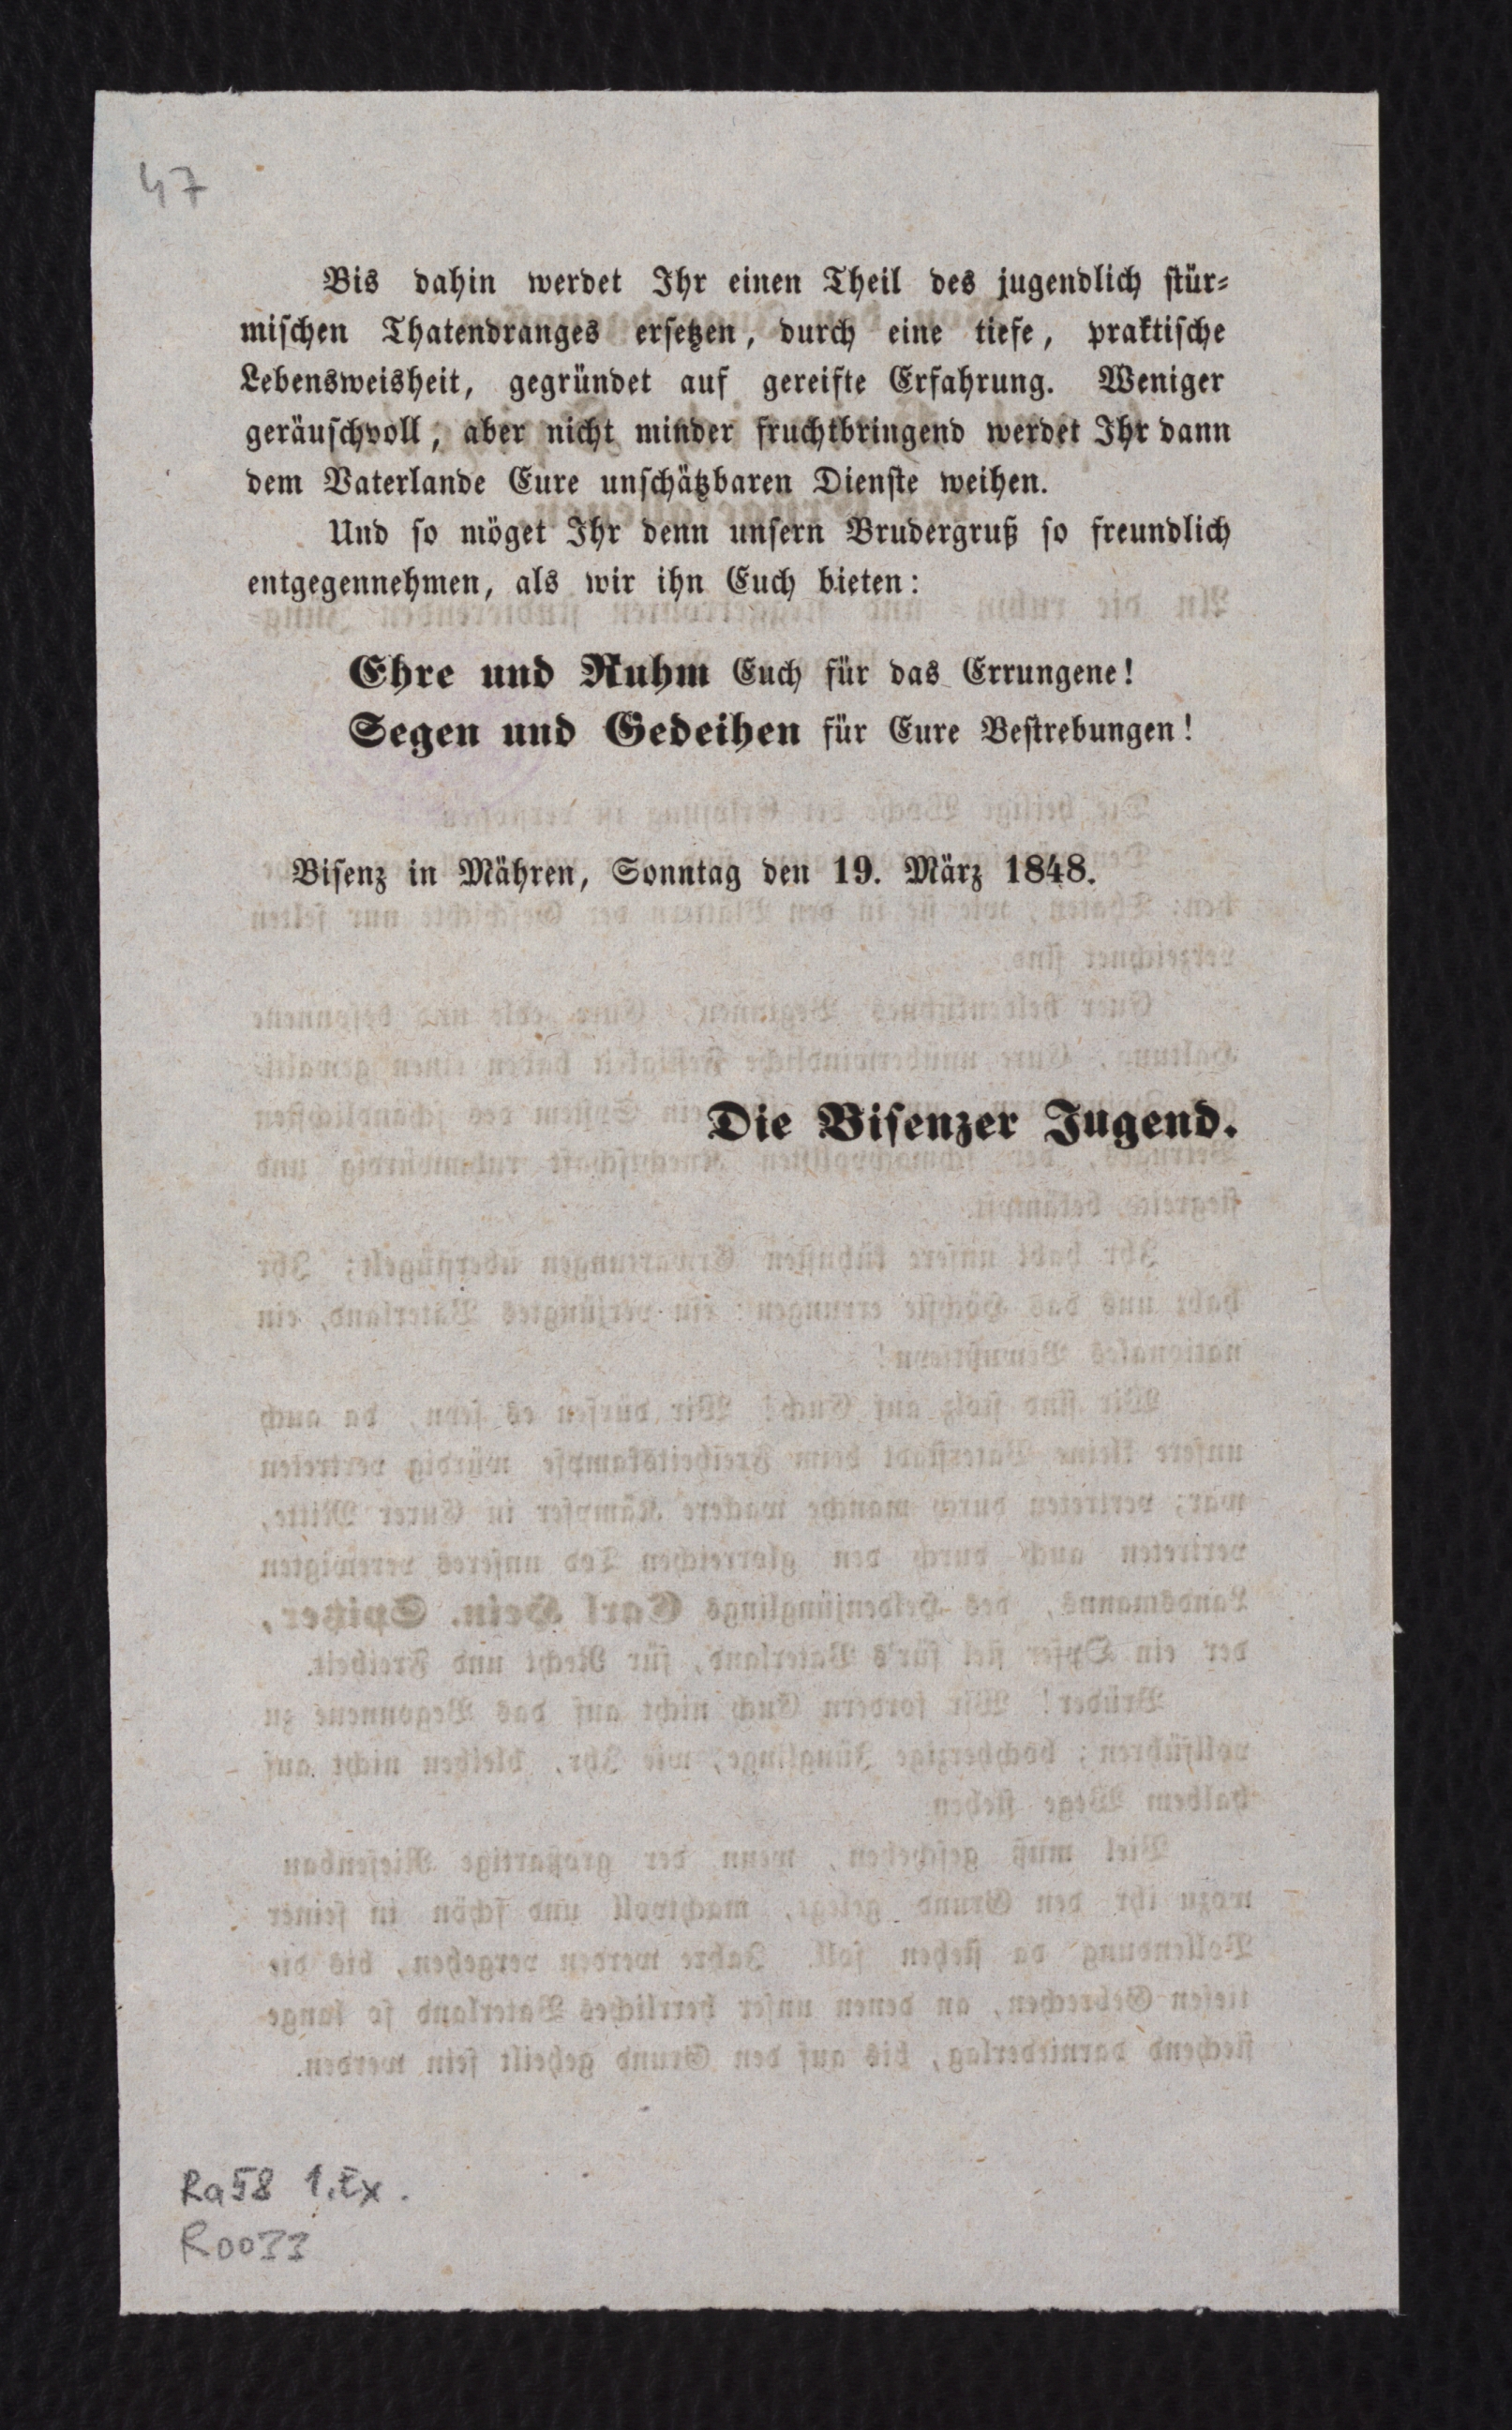 47
Bis dahin werdet Ihr einen Theil des jugendlich stür-
mischen Thatendranges ersetzen, durch eine tiefe, praktische
Lebensweisheit, gegründet auf gereifte Erfahrung. Weniger
geräuschvoll, aber nicht minder fruchtbringend werdet Ihr dann
dem Vaterlande Eure unschätzbaren Dienste weihen.
Und so möget Ihr denn unsern Brudergruß so freundlich
entgegennehmen, als wir ihn Euch bieten:
Ehre und Ruhm Euch für das Errungene!
Segen und Gedeihen für Eure Bestrebungen!
Bisenz in Mähren, Sonntag den 19. März 1848.
Die Bisenzer Jugend.
Ra58 1. Ex.
R0033